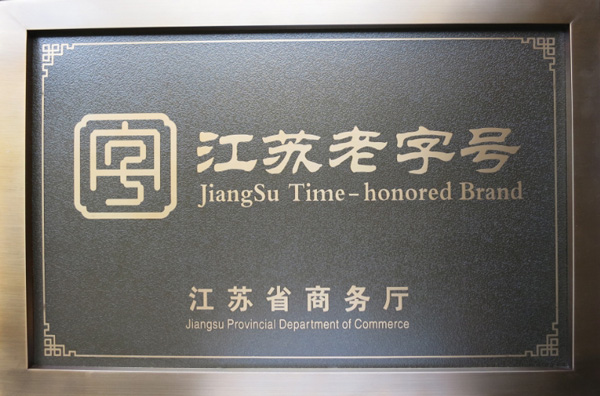 江苏老字号
JiangSu Time-honored Brand
江苏省商务厅
Jiangsu Provincial Department of Commerce